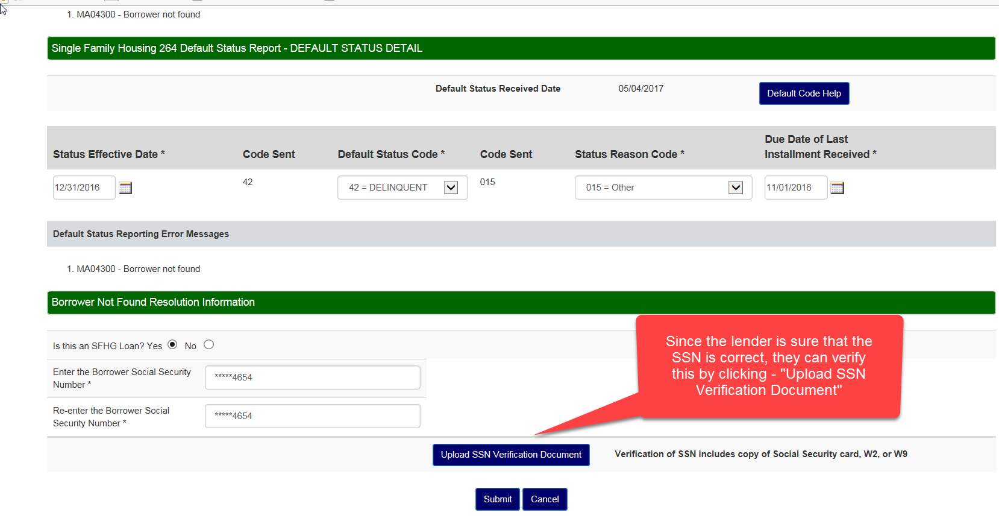 1. MA04300 - Borrower not found
Single Family Housing 264 Default Status Report - DEFAULT STATUS DETAIL
Default Status Received Date 05/04/2017 Default Code Help
Status Effective Date * Code Sent Default Status Code * Code Sent Status Reason Code * Due Date of Last
Installment Received *
12/31/2016 42 42 = DELINQUENT 015 015 = Other 11/01/2016
Default Status Reporting Error Messages
1. MA04300 - Borrower not found
Borrower Not Found Resolution Information
Is this an SFHG Loan? Yes No
Enter the Borrower Social Security
Number *
*****4654
Re-enter the Borrower Social
Security Number *
*****4654
Since the lender is sure that the
SSN is correct, they can verify
this by clicking - "Upload SSN
Verification Document"
Upload SSN Verification Document Verification of SSN includes copy of Social Security card, W2, or W9
Submit Cancel